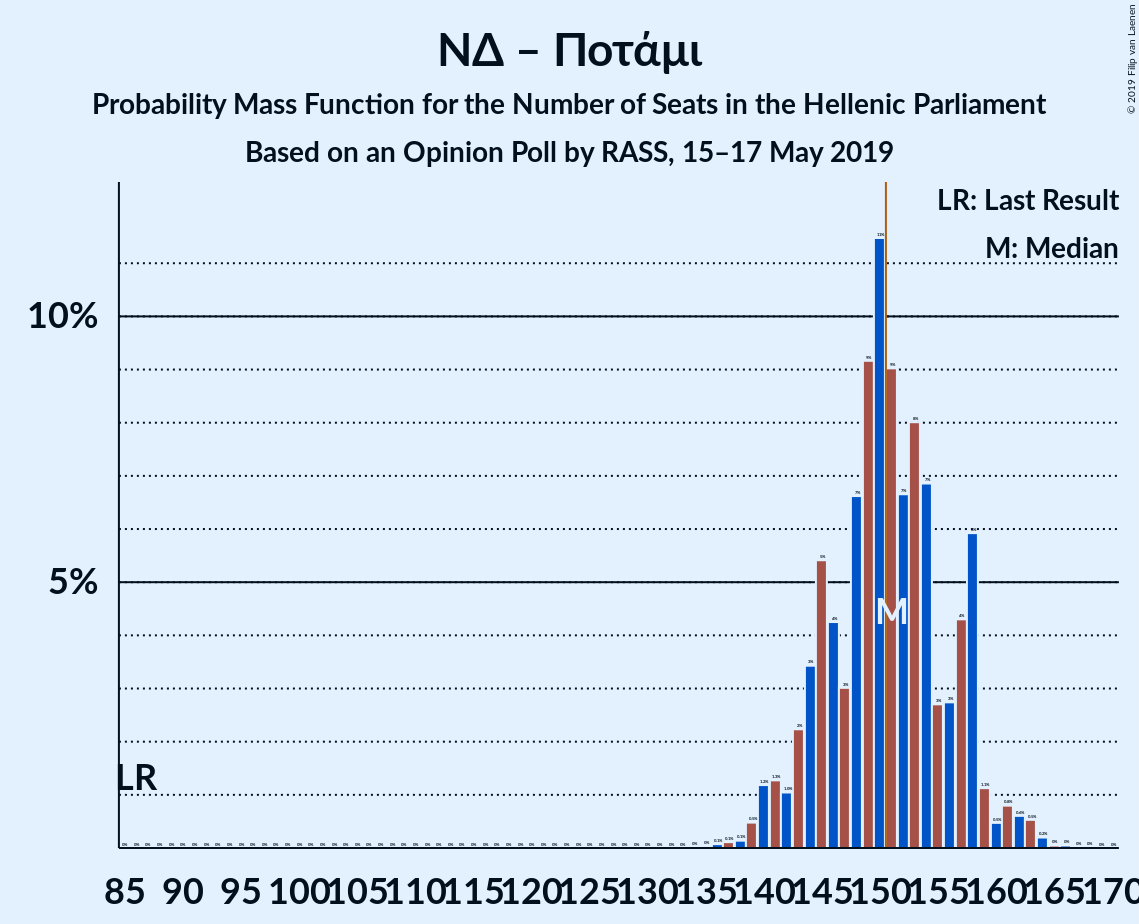 © 2019 Filip van Laenen
ΝΔ – Ποτάμι
Probability Mass Function for the Number of Seats in the Hellenic Parliament
Based on an Opinion Poll by RASS, 15–17 May 2019
LR: Last Result
M: Median
10%
5%
M
LR
85 90 95 100 105 110 115 120 125 130 135 140 145 150 155 160 165 170